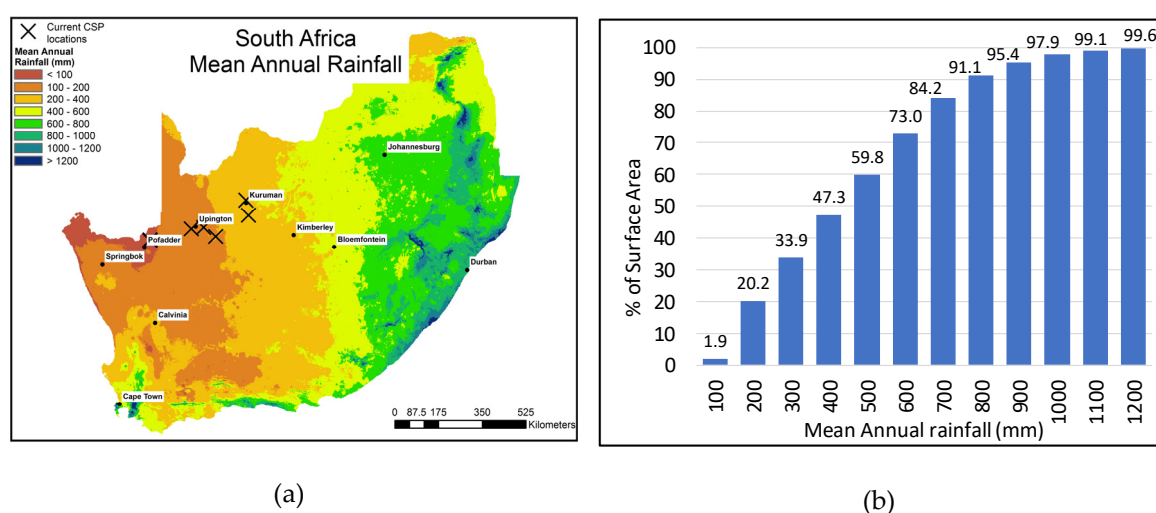 Current CSP
locations
Mean Annual
Rainfall (mm)
< 100
100 - 200
200 - 400
400 - 600
600 - 800
800 - 1000
1000 - 1200
> 1200
South Africa
Mean Annual Rainfall
Johannesburg
Kuruman
Upington
Pofadder
Kimberley
Bloemfontein
Springbok
Durban
Calvinia
Cape Town
0 87.5 175 350 525
Kilometers
(a)
% of Surface Area
100
90
80
70
60
50
40
30
20
10
0
1.9
20.2
33.9
47.3
59.8
73.0
84.2
91.1
95.4
97.9
99.1
99.6
100
200
300
400
500
600
700
800
900
1000
1100
1200
Mean Annual rainfall (mm)
(b)